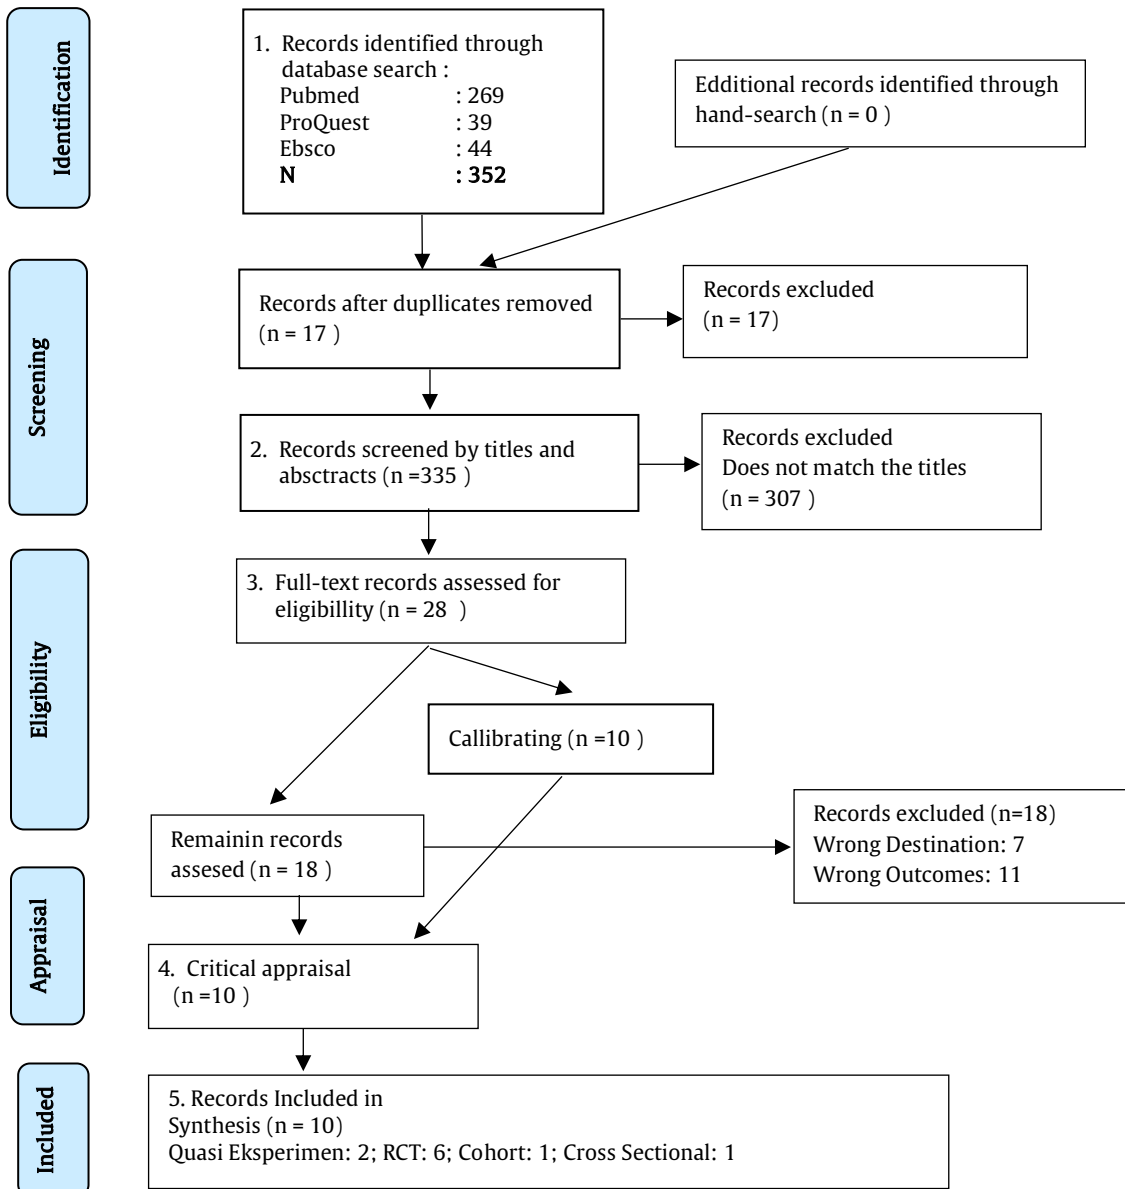 Identification
1. Records identified through
database search :
Pubmed : 269
ProQuest : 39
Ebsco : 44
N : 352
Edditional records identified through
hand-search (n = 0 )
Screening
Records after dupllicates removed
(n = 17 )
Records excluded
(n = 17)
2. Records screened by titles and
absctracts (n =335 )
Records excluded
Does not match the titles
(n = 307 )
Eligibility
3. Full-text records assessed for
eligibillity (n = 28 )
Callibrating (n =10 )
Remainin records
assesed (n = 18 )
Records excluded (n=18)
Wrong Destination: 7
Wrong Outcomes: 11
Appraisal
4. Critical appraisal
(n =10 )
Included
5. Records Included in
Synthesis (n = 10)
Quasi Eksperimen: 2; RCT: 6; Cohort: 1; Cross Sectional: 1